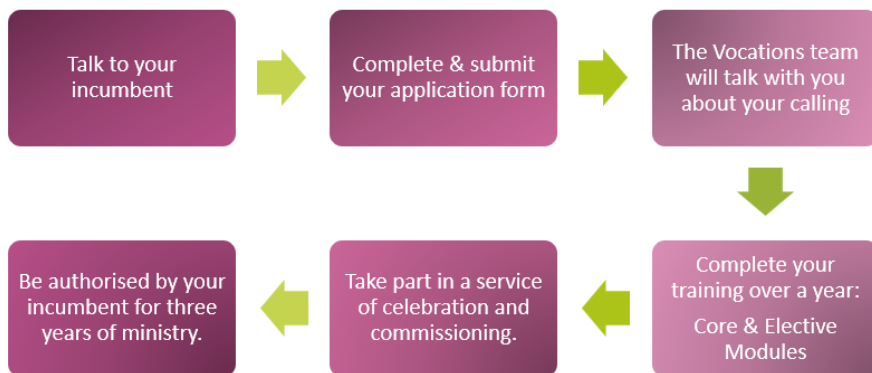 Talk to your
incumbent
Complete & submit
your application form
The Vocations team
will talk with you
about your calling
Complete your
training over a year:
Core & Elective
Modules
Take part in a service
of celebration and
commissioning.
Be authorised by your
incumbent for three
years of ministry.